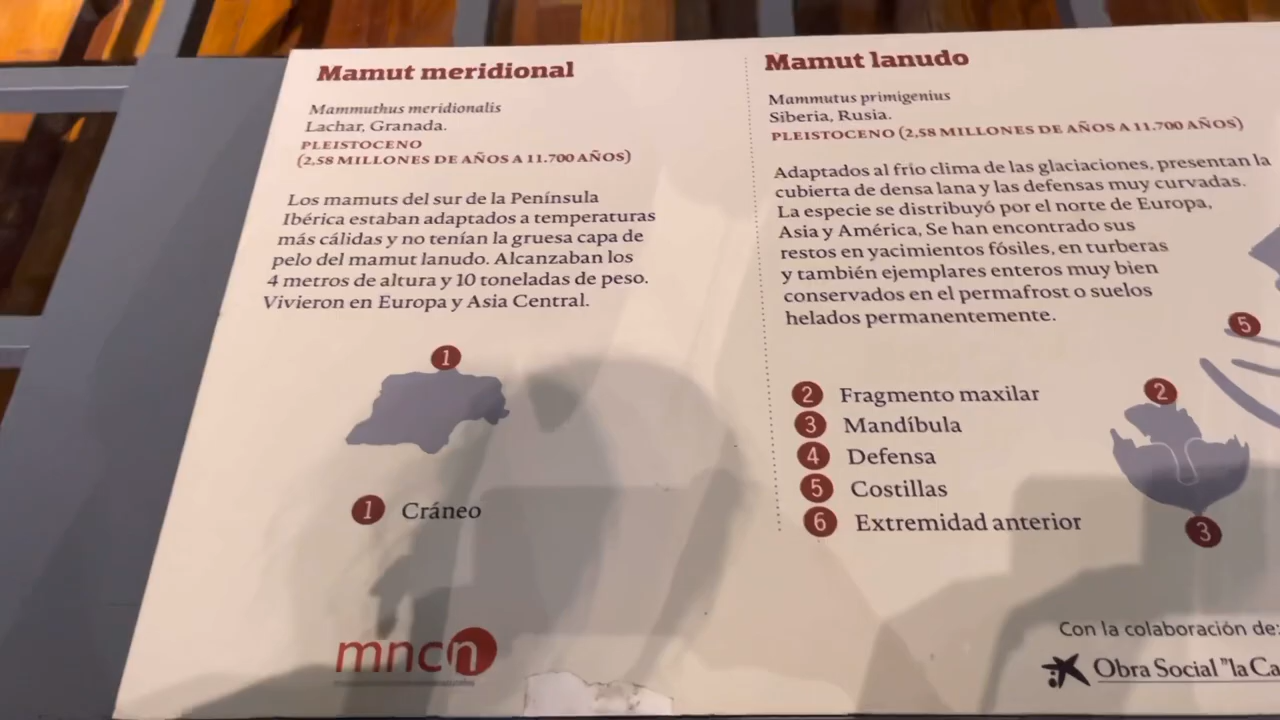 Mamut meridional
Mammuthus meridionalis
Lachar, Granada.
PLEISTOCENO
(2,58 MILLONES DE AÑOS A 11.700 AÑOS)
Los mamuts del sur de la Península
Ibérica estaban adaptados a temperaturas
más cálidas y no tenían la gruesa capa de
pelo del mamut lanudo. Alcanzaban los
4 metros de altura y 10 toneladas de peso.
Vivieron en Europa y Asia Central.
1
1 Cráneo
mncn
Mamut lanudo
Mammutus primigenius
Siberia, Rusia.
PLEISTOCENO (2,58 MILLONES DE AÑOS A 11.700 AÑOS)
Adaptados al frío clima de las glaciaciones, presentan la
cubierta de densa lana y las defensas muy curvadas.
La especie se distribuyó por el norte de Europa,
Asia y América, Se han encontrado sus
restos en yacimientos fósiles, en turberas
y también ejemplares enteros muy bien
conservados en el permafrost o suelos
helados permanentemente.
2 Fragmento maxilar
3 Mandíbula
4 Defensa
5 Costillas
6 Extremidad anterior
5
2
3
Con la colaboración de:
Obra Social "la Ca